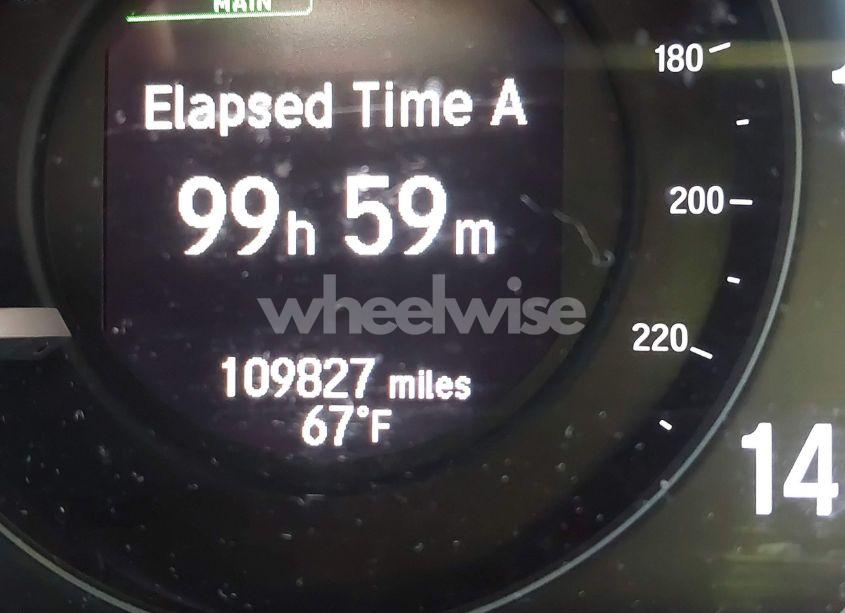 MAIN
Elapsed Time A
99h 59m
wheelwise
109827 miles
67°F
180
200
220
14